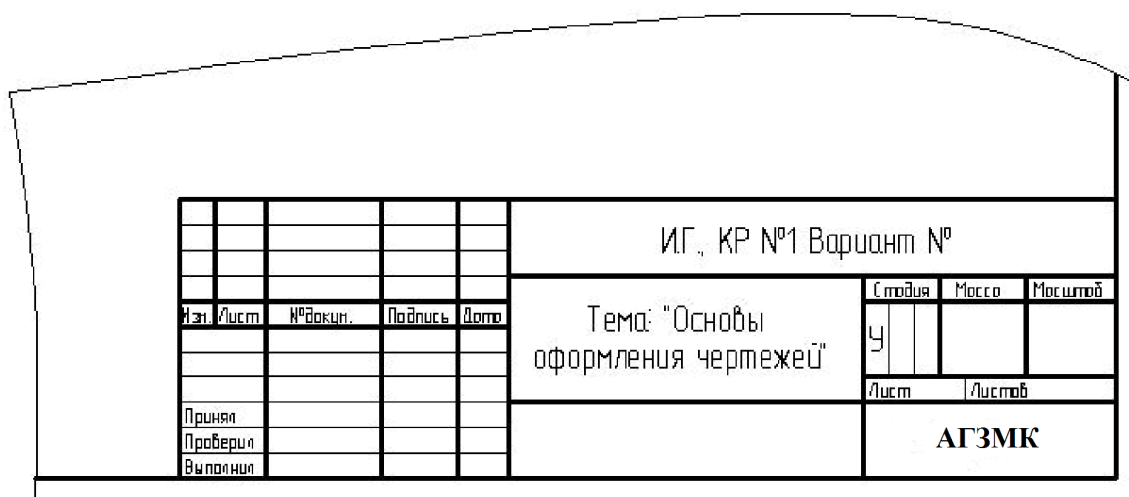 И.Г., КР №1 Вариант №
Стадия Масса Масштаб
Изм. Лист №докум. Подпись Дата
Тема: "Основы
оформления чертежей"
У
Лист Листов
Принял
Проверил
Выполнил
АГЗМК